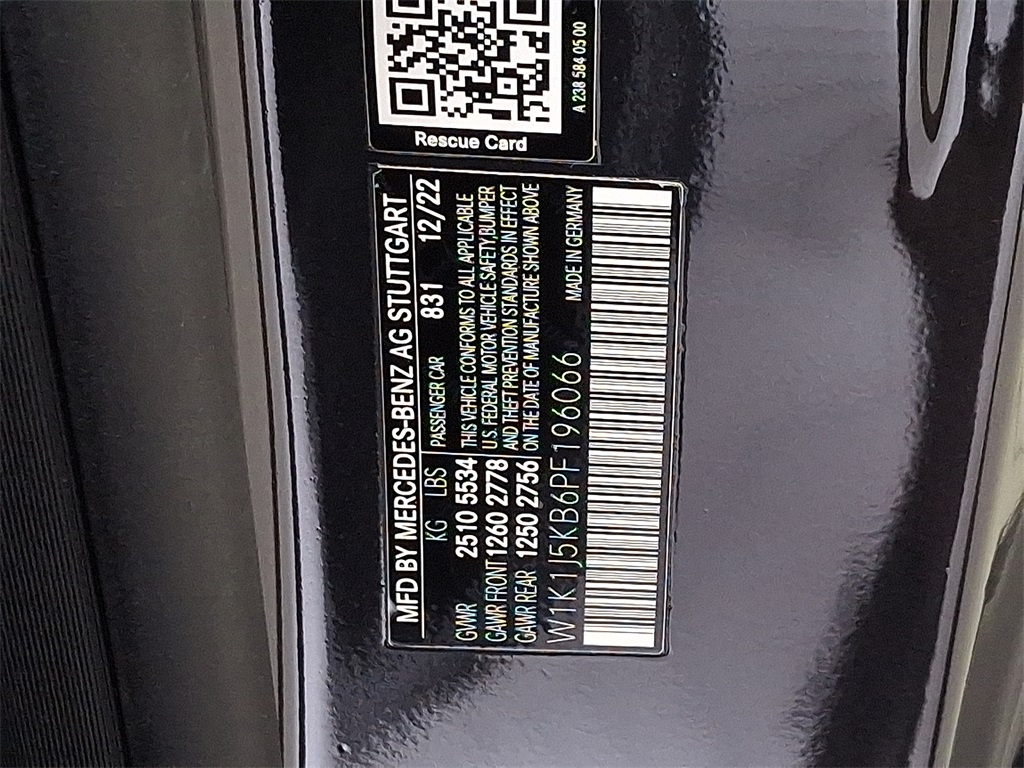 A 238 584 05 00
Rescue Card
MFD BY MERCEDES-BENZ AG STUTTGART
KG LBS PASSENGER CAR 831 12/22
GVWR 2510 5534 THIS VEHICLE CONFORMS TO ALL APPLICABLE
GAWR FRONT 1260 2778 U.S. FEDERAL MOTOR VEHICLE SAFETY,BUMPER
GAWR REAR 1250 2756 AND THEFT PREVENTION STANDARDS IN EFFECT
ON THE DATE OF MANUFACTURE SHOWN ABOVE
W1K1J5KB6PF196066 MADE IN GERMANY